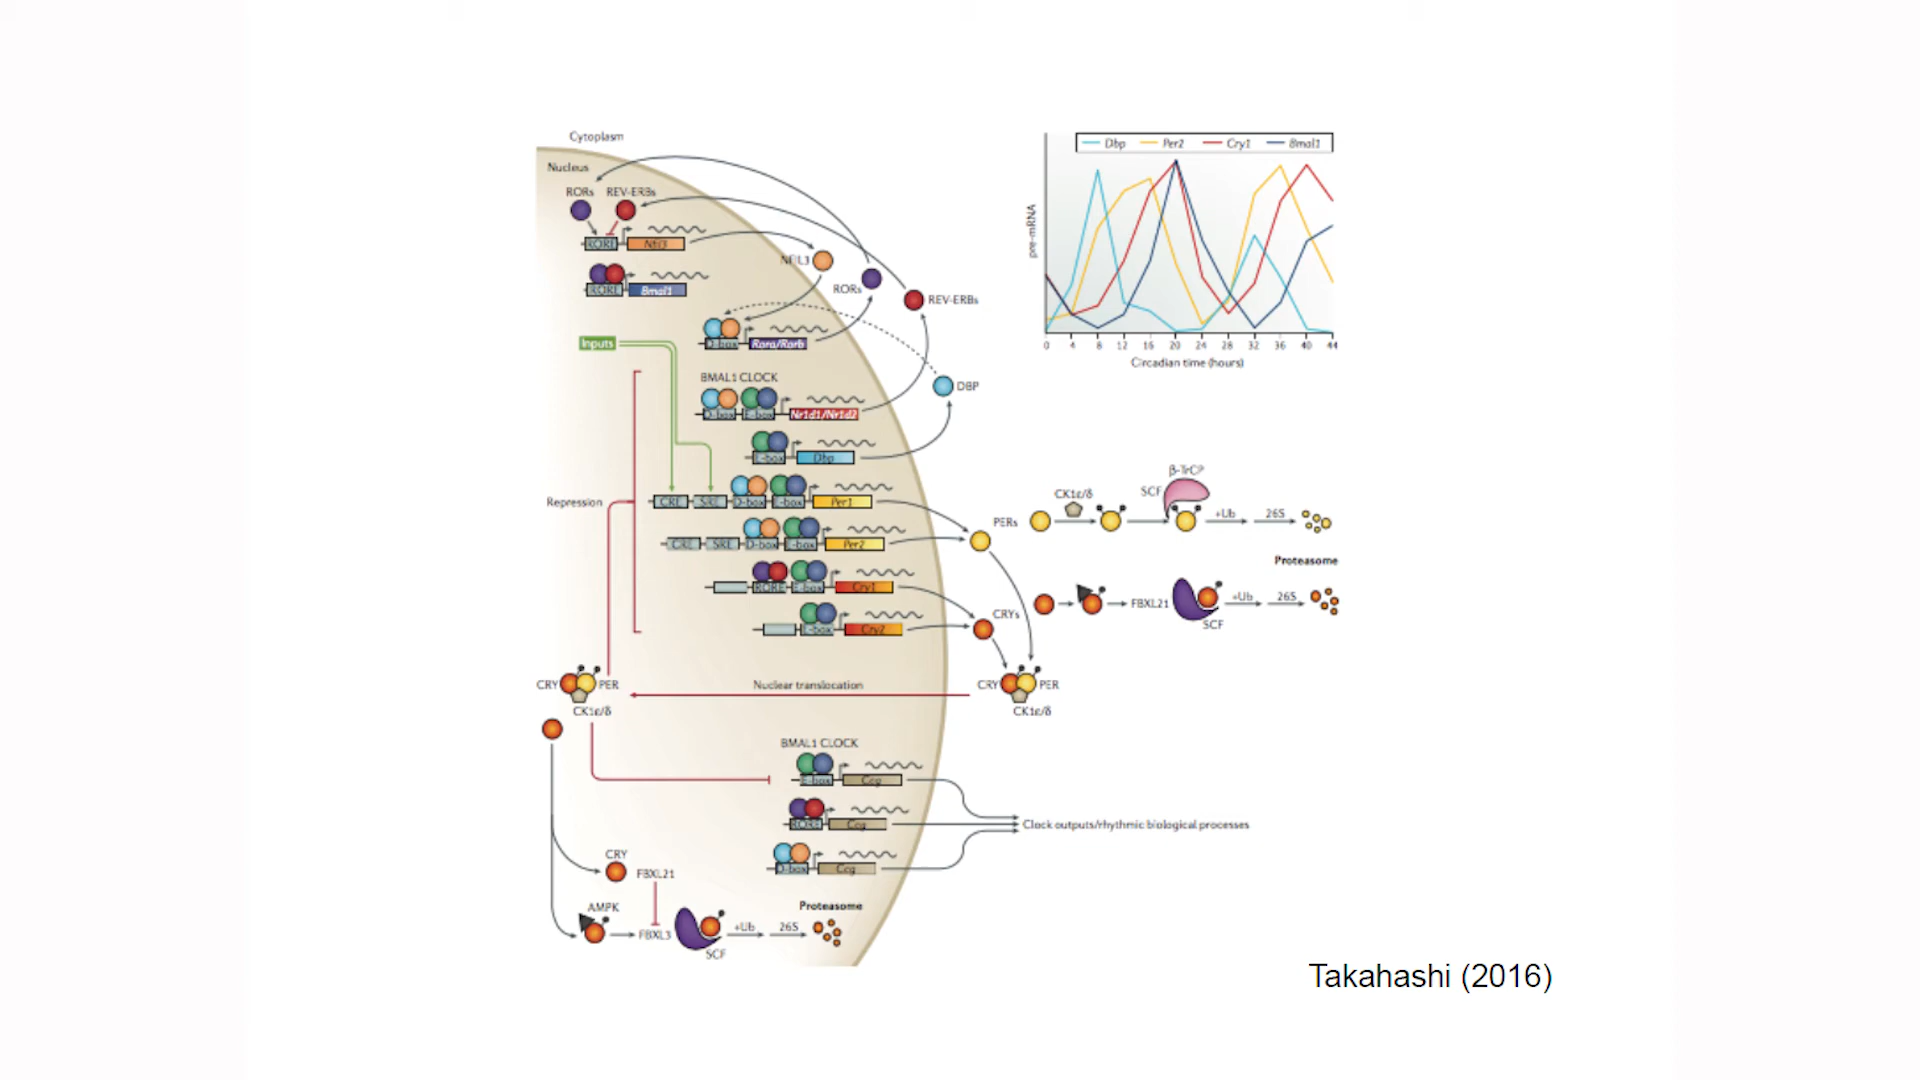 Cytoplasm
Nucleus
RORs REV-ERBs
RORE Nfil3
NFIL3
RORE Bmal1
RORs
REV-ERBs
Inputs
D-box Rora/Rorb
BMAL1 CLOCK
DBP
D-box E-box Nr1d1/Nr1d2
E-box Dbp
Repression
CRE SRE D-box E-box Per1
PERs
CRE SRE D-box E-box Per2
RORE E-box Cry1
CRYs
E-box Cry2
CRY PER
CK1ε/δ
Nuclear translocation
CRY PER
CK1ε/δ
BMAL1 CLOCK
E-box Ccg
RORE Ccg
Clock outputs/rhythmic biological processes
D-box Ccg
CRY
FBXL21
AMPK
FBXL3
SCF
+Ub 26S
Proteasome
Dbp Per2 Cry1 Bmal1
pre-mRNA
0 4 8 12 16 20 24 28 32 36 40 44
Circadian time (hours)
β-TrCP
CK1ε/δ SCF
+Ub 26S
Proteasome
FBXL21 +Ub 26S
SCF
Takahashi (2016)